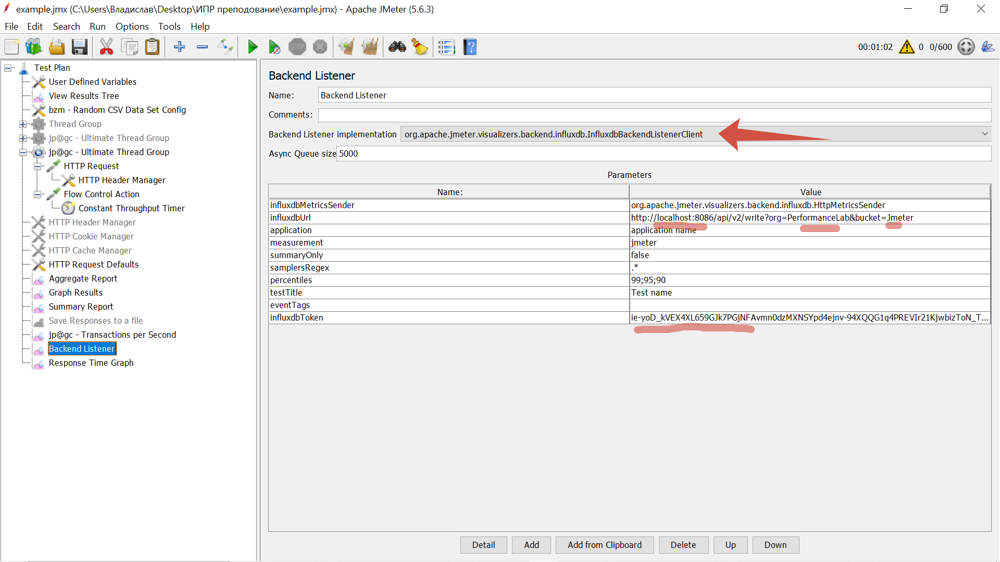 example.jmx (C:\Users\Владислав\Desktop\ИПР преподование\example.jmx) - Apache JMeter (5.6.3)
File Edit Search Run Options Tools Help
STOP
00:01:02 0 0/600
Test Plan
User Defined Variables
View Results Tree
bzm - Random CSV Data Set Config
Thread Group
jp@gc - Ultimate Thread Group
jp@gc - Ultimate Thread Group
HTTP Request
HTTP Header Manager
Flow Control Action
Constant Throughput Timer
HTTP Header Manager
HTTP Cookie Manager
HTTP Cache Manager
HTTP Request Defaults
Aggregate Report
Graph Results
Summary Report
Save Responses to a file
jp@gc - Transactions per Second
Backend Listener
Response Time Graph
Backend Listener
Name: Backend Listener
Comments:
Backend Listener implementation org.apache.jmeter.visualizers.backend.influxdb.InfluxdbBackendListenerClient
Async Queue size 5000
Parameters
Name: Value
influxdbMetricsSender org.apache.jmeter.visualizers.backend.influxdb.HttpMetricsSender
influxdbUrl http://localhost:8086/api/v2/write?org=PerformanceLab&bucket=Jmeter
application application name
measurement jmeter
summaryOnly false
samplersRegex .*
percentiles 99;95;90
testTitle Test name
eventTags
influxdbToken ie-yoD_kVEX4XL659GJk7PGjNFAvmn0dzMXNSYpd4ejnv-94XQQG1q4PREVIr21KjwbizToN_T...
Detail Add Add from Clipboard Delete Up Down